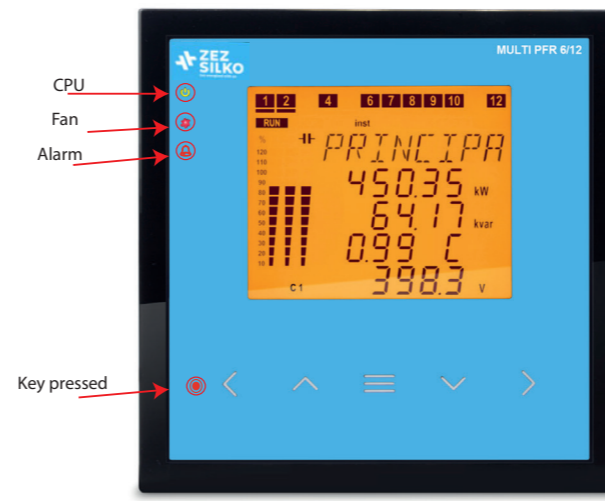 ZEZ
SILKO
MULTI PFR 6/12
CPU
Fan
Alarm
1 2 4 6 7 8 9 10 12
RUN inst
%
PRINCIPA
120
110
100
90
80
70
60
50
40
30
20
10
450.35 kW
64.17 kvar
0.99 C
C1 398.3 V
Key pressed